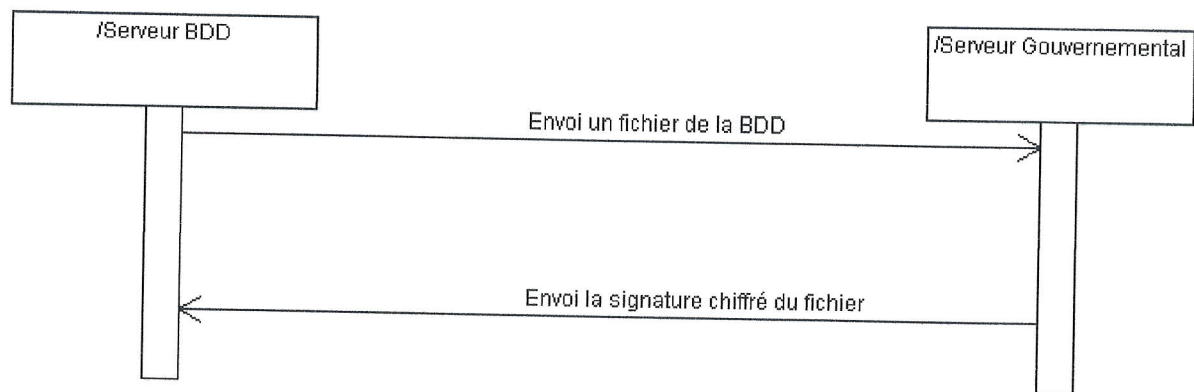 /Serveur BDD
/Serveur Gouvernemental
Envoi un fichier de la BDD
Envoi la signature chiffré du fichier